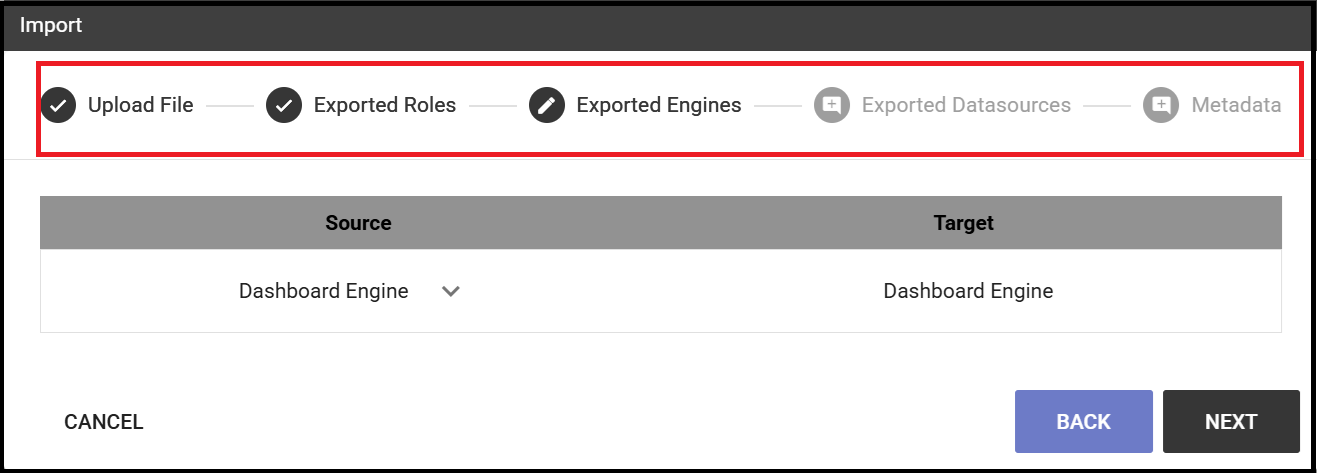 Import
Upload File Exported Roles Exported Engines Exported Datasources Metadata
Source Target
Dashboard Engine Dashboard Engine
CANCEL BACK NEXT